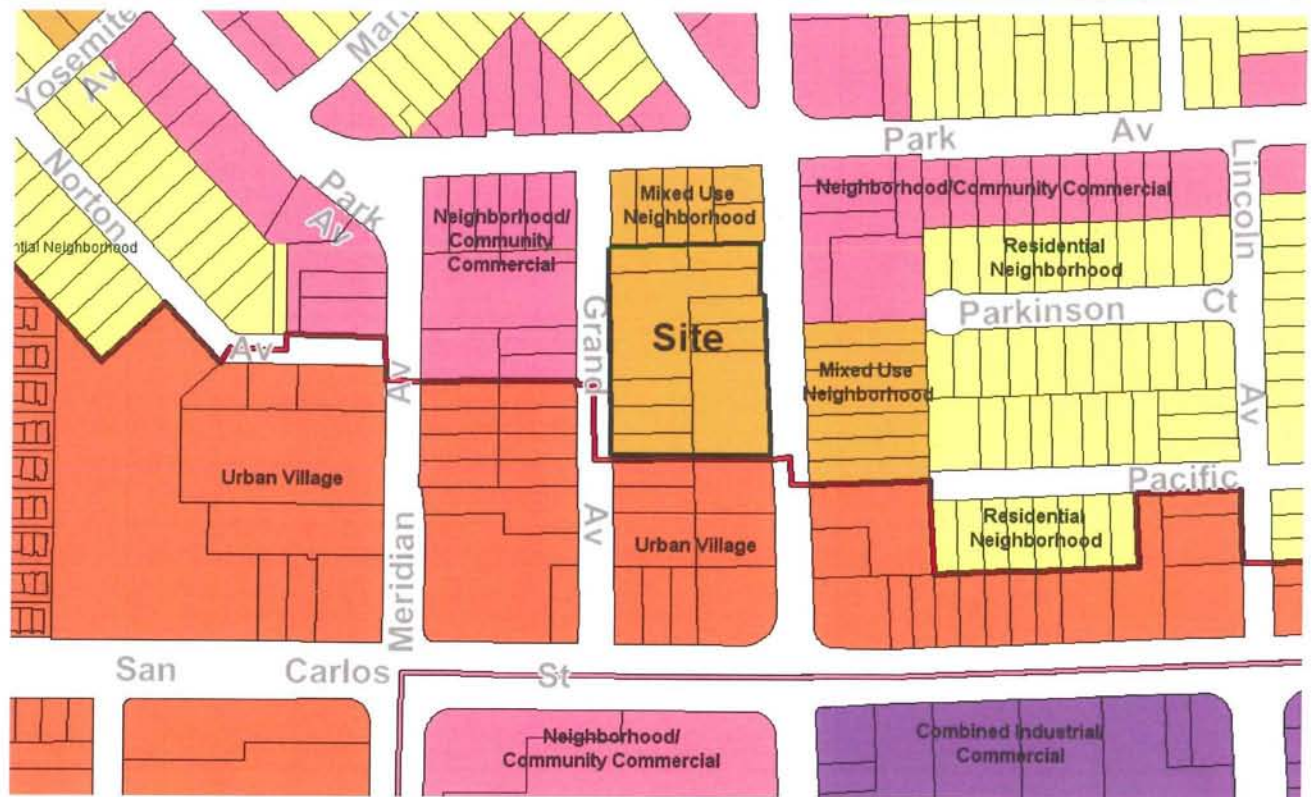 Yosemite
Av
Mar
Norton
Park
Av
ntial Neighborhood
Av
Neighborhood/
Community
Commercial
Mixed Use
Neighborhood
Park Av
Neighborhood/Community Commercial
Lincoln
Residential
Neighborhood
Parkinson Ct
Grand
Site
Mixed Use
Neighborhood
Av
Av
Urban Village
Meridian
Av
Urban Village
Pacific
Residential
Neighborhood
San Carlos St
Neighborhood/
Community Commercial
Combined Industrial/
Commercial